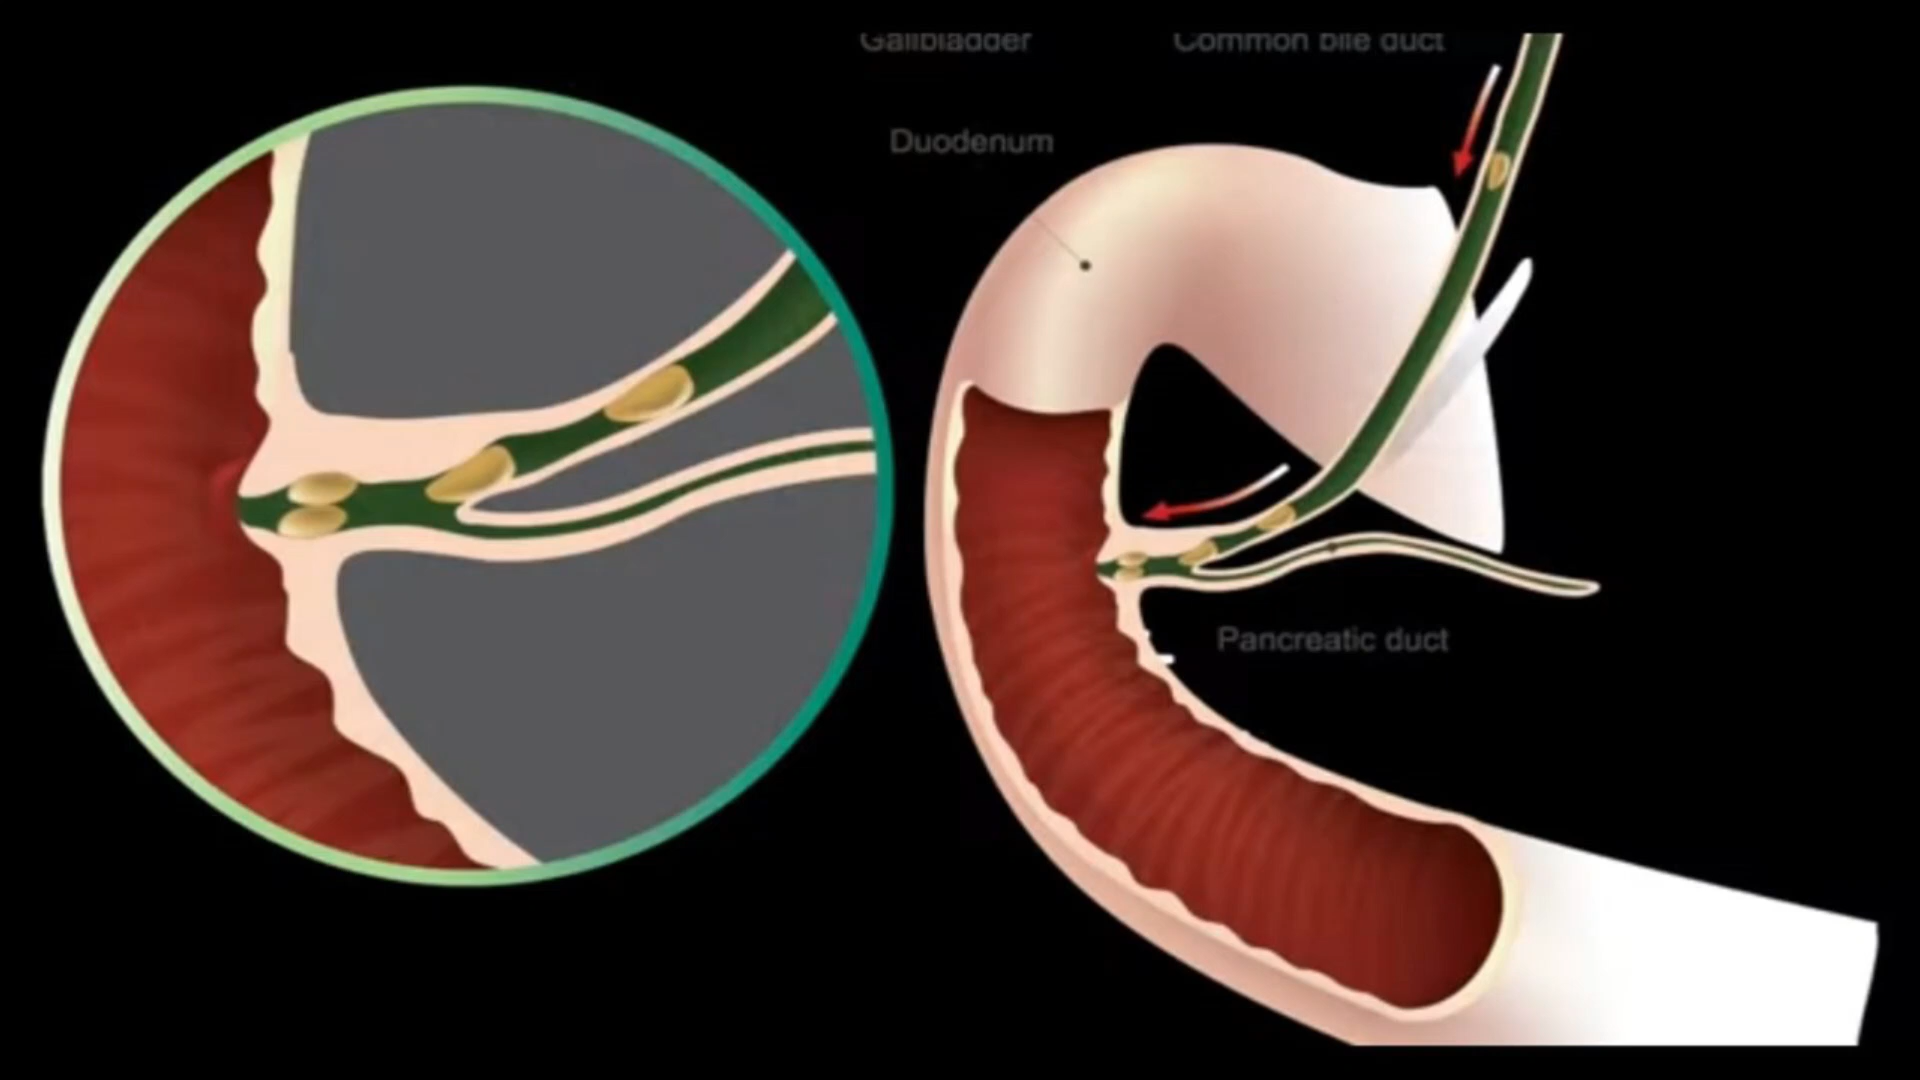 Gallbladder
Common bile duct
Duodenum
Pancreatic duct